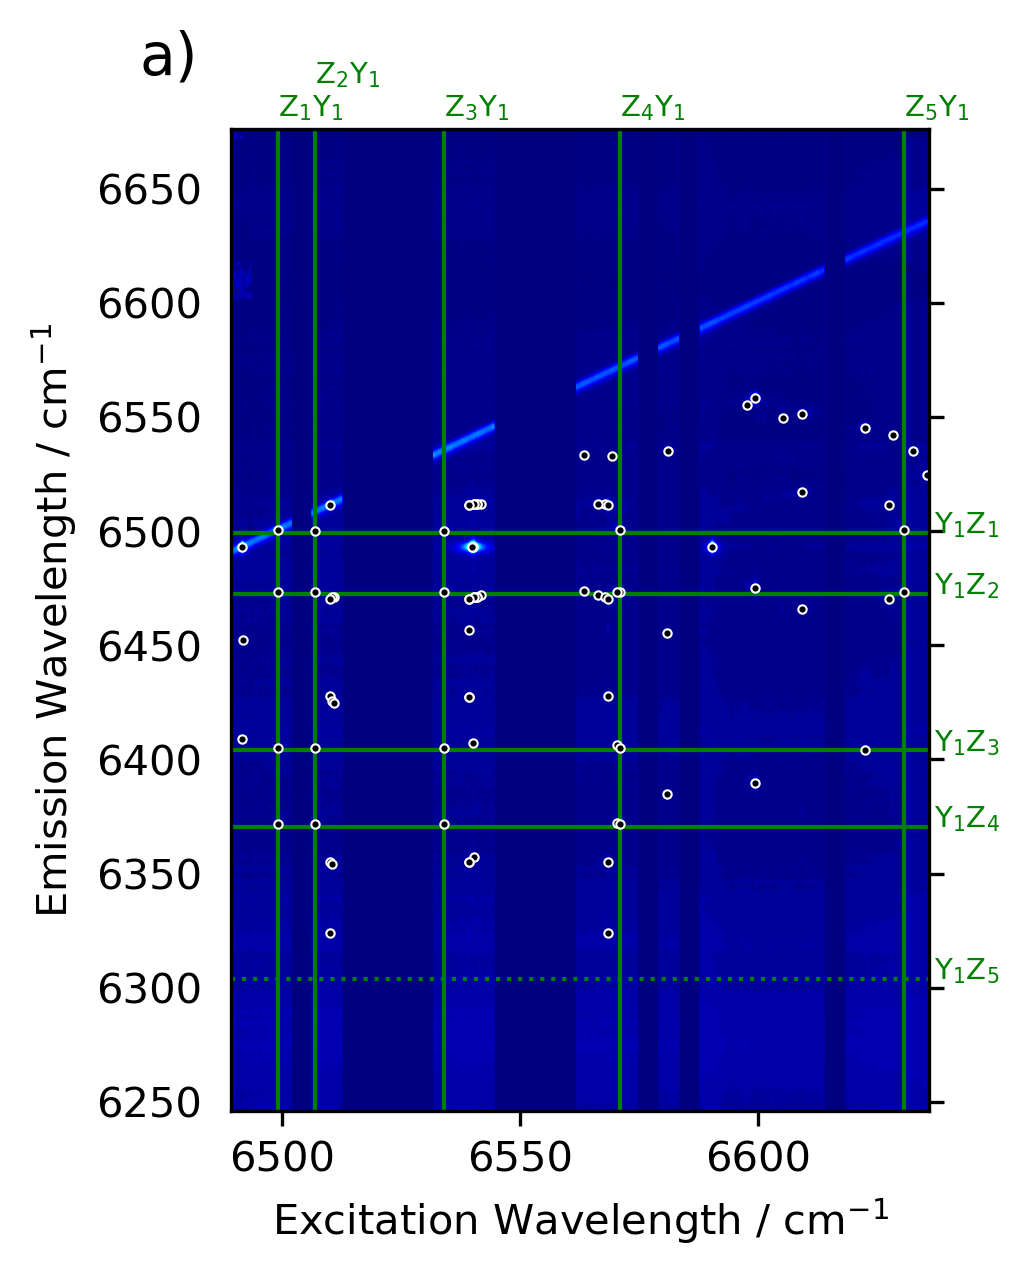 a)
Z₂Y₁
Z₁Y₁ Z₃Y₁ Z₄Y₁ Z₅Y₁
6650
6600
6550
6500
6450
6400
6350
6300
6250
Emission Wavelength / cm⁻¹
Y₁Z₁
Y₁Z₂
Y₁Z₃
Y₁Z₄
Y₁Z₅
6500 6550 6600
Excitation Wavelength / cm⁻¹